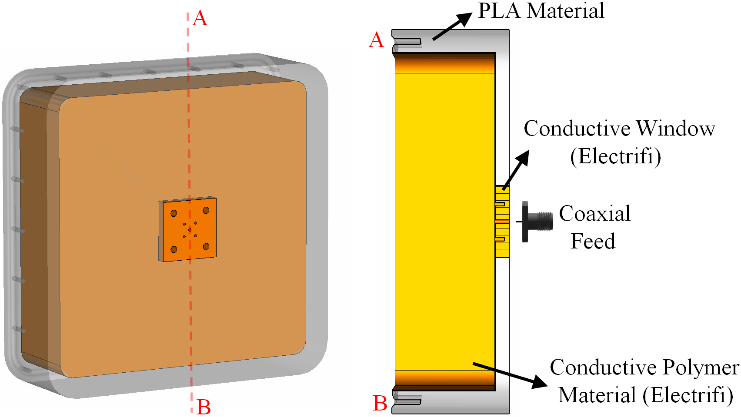 A
B
PLA Material
A
Conductive Window
(Electrifi)
Coaxial
Feed
Conductive Polymer
Material (Electrifi)
B